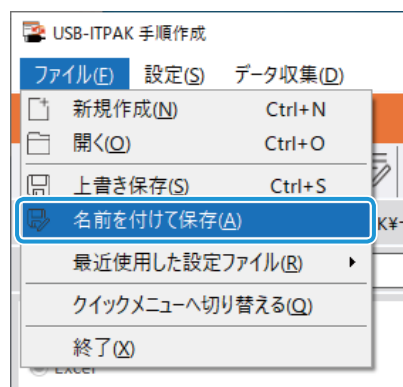 USB-ITPAK 手順作成
ファイル(F) 設定(S) データ収集(D)
新規作成(N) Ctrl+N
開く(O) Ctrl+O
上書き保存(S) Ctrl+S
名前を付けて保存(A)
K¥
最近使用した設定ファイル(R)
クイックメニューへ切り替える(Q)
終了(X)
Excel